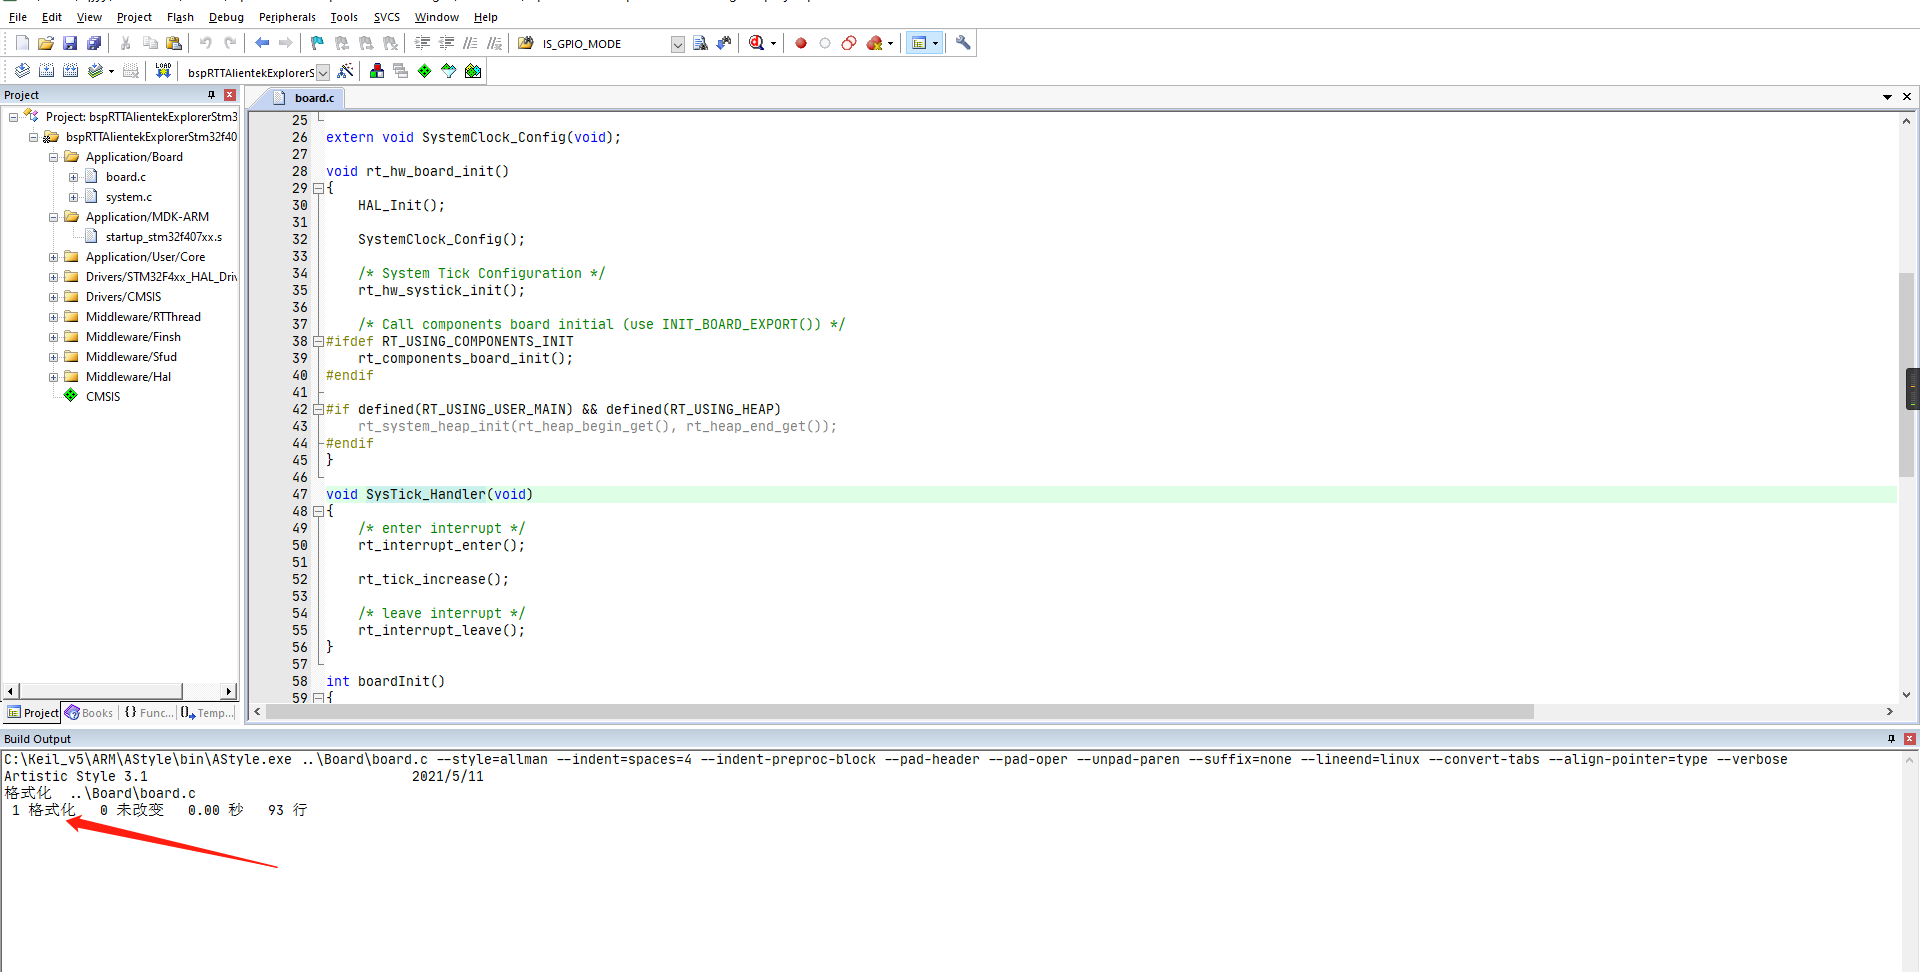 File Edit View Project Flash Debug Peripherals Tools SVCS Window Help
IS_GPIO_MODE
LOAD bspRTTAlientekExplorerS
Project
board.c
Project: bspRTTAlientekExplorerStm3
bspRTTAlientekExplorerStm32f40
Application/Board
board.c
system.c
Application/MDK-ARM
startup_stm32f407xx.s
Application/User/Core
Drivers/STM32F4xx_HAL_Driv
Drivers/CMSIS
Middleware/RTThread
Middleware/Finsh
Middleware/Sfud
Middleware/Hal
CMSIS
Project Books {} Func... Temp...
25
26 extern void SystemClock_Config(void);
27
28 void rt_hw_board_init()
29 {
30 HAL_Init();
31
32 SystemClock_Config();
33
34 /* System Tick Configuration */
35 rt_hw_systick_init();
36
37 /* Call components board initial (use INIT_BOARD_EXPORT()) */
38 #ifdef RT_USING_COMPONENTS_INIT
39 rt_components_board_init();
40 #endif
41
42 #if defined(RT_USING_USER_MAIN) && defined(RT_USING_HEAP)
43 rt_system_heap_init(rt_heap_begin_get(), rt_heap_end_get());
44 #endif
45 }
46
47 void SysTick_Handler(void)
48 {
49 /* enter interrupt */
50 rt_interrupt_enter();
51
52 rt_tick_increase();
53
54 /* leave interrupt */
55 rt_interrupt_leave();
56 }
57
58 int boardInit()
59 {
Build Output
C:\Keil_v5\ARM\AStyle\bin\AStyle.exe ..\Board\board.c --style=allman --indent=spaces=4 --indent-preproc-block --pad-header --pad-oper --unpad-paren --suffix=none --lineend=linux --convert-tabs --align-pointer=type --verbose
Artistic Style 3.1 2021/5/11
格式化 ..\Board\board.c
1 格式化 0 未改变 0.00 秒 93 行